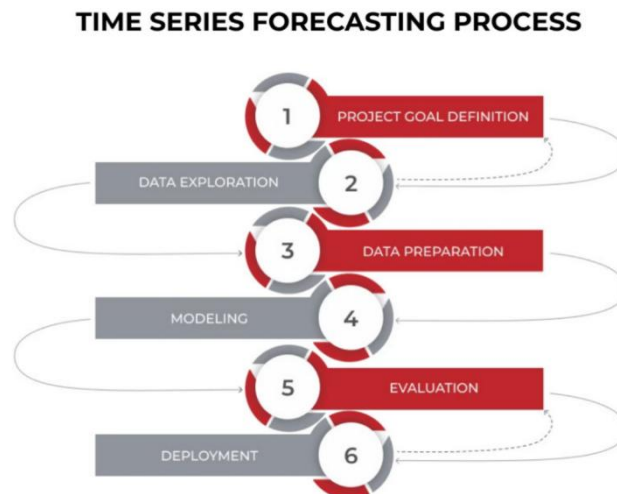 TIME SERIES FORECASTING PROCESS
1
PROJECT GOAL DEFINITION
DATA EXPLORATION
2
3
DATA PREPARATION
MODELING
4
5
EVALUATION
DEPLOYMENT
6